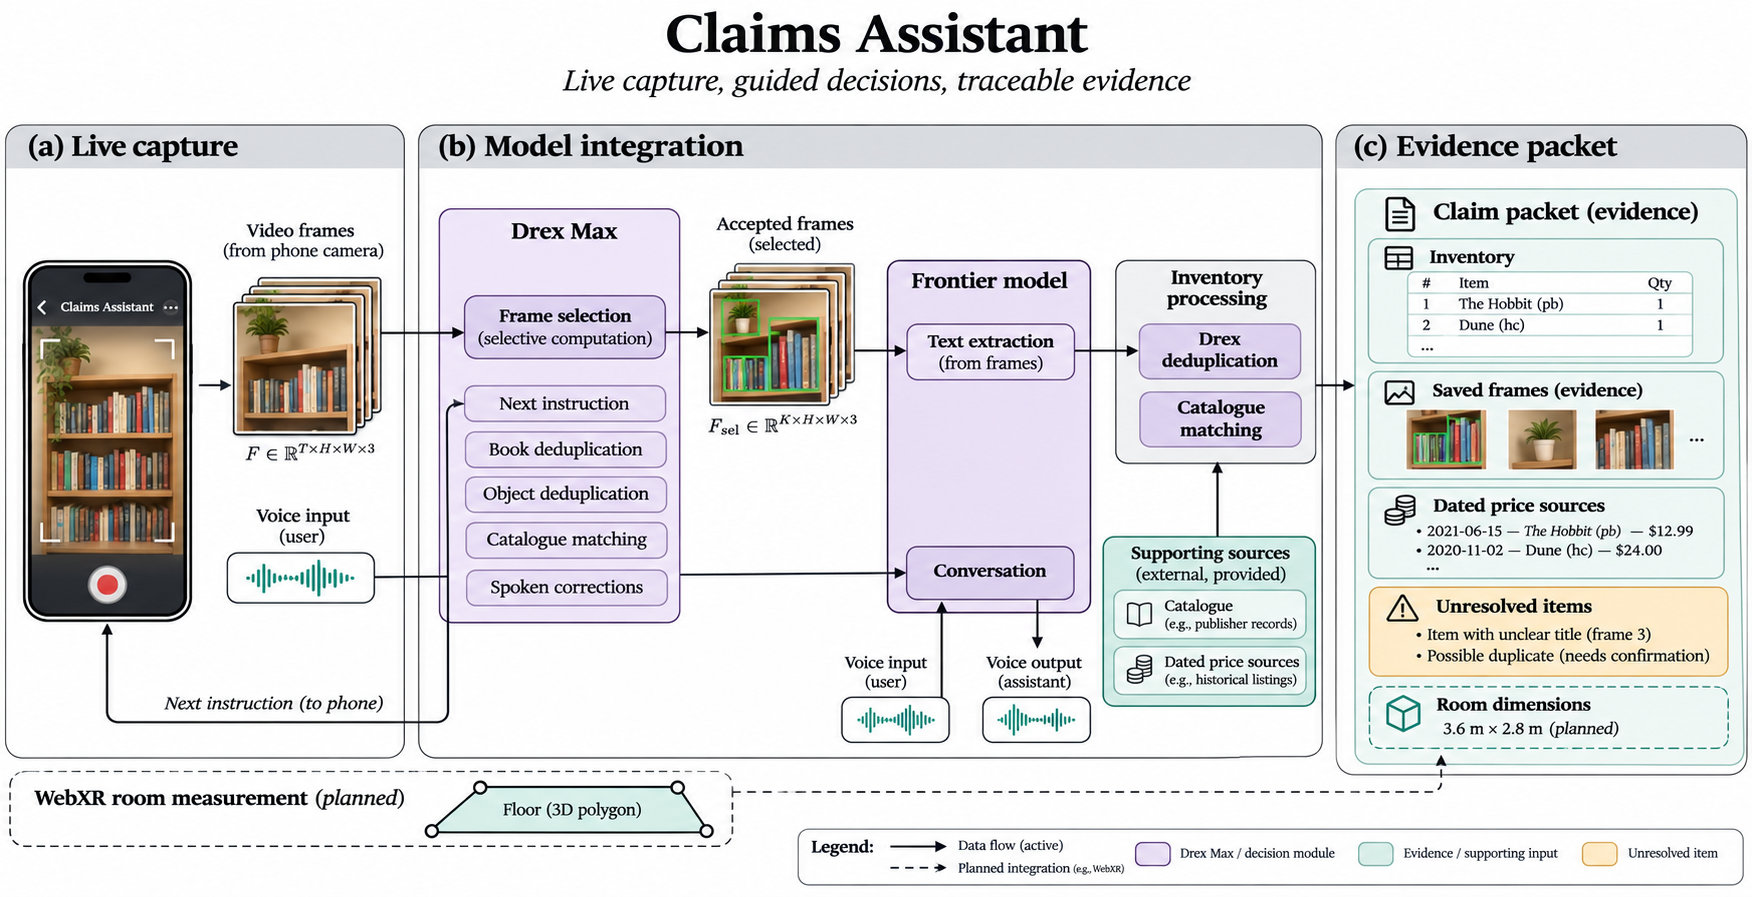 Claims Assistant
Live capture, guided decisions, traceable evidence
(a) Live capture
Claims Assistant
Video frames
(from phone camera)
F ∈ ℝ^{T×H×W×3}
Voice input
(user)
Next instruction (to phone)
(b) Model integration
Drex Max
Frame selection
(selective computation)
Next instruction
Book deduplication
Object deduplication
Catalogue matching
Spoken corrections
Accepted frames
(selected)
F_{sel} ∈ ℝ^{K×H×W×3}
Frontier model
Text extraction
(from frames)
Conversation
Voice input
(user)
Voice output
(assistant)
Inventory
processing
Drex
deduplication
Catalogue
matching
Supporting sources
(external, provided)
Catalogue
(e.g., publisher records)
Dated price sources
(e.g., historical listings)
(c) Evidence packet
Claim packet (evidence)
Inventory
# Item Qty
1 The Hobbit (pb) 1
2 Dune (hc) 1
...
Saved frames (evidence)
...
Dated price sources
• 2021-06-15 — The Hobbit (pb) — $12.99
• 2020-11-02 — Dune (hc) — $24.00
...
Unresolved items
• Item with unclear title (frame 3)
• Possible duplicate (needs confirmation)
Room dimensions
3.6 m × 2.8 m (planned)
WebXR room measurement (planned)
Floor (3D polygon)
Legend:
Data flow (active)
Planned integration (e.g., WebXR)
Drex Max / decision module
Evidence / supporting input
Unresolved item